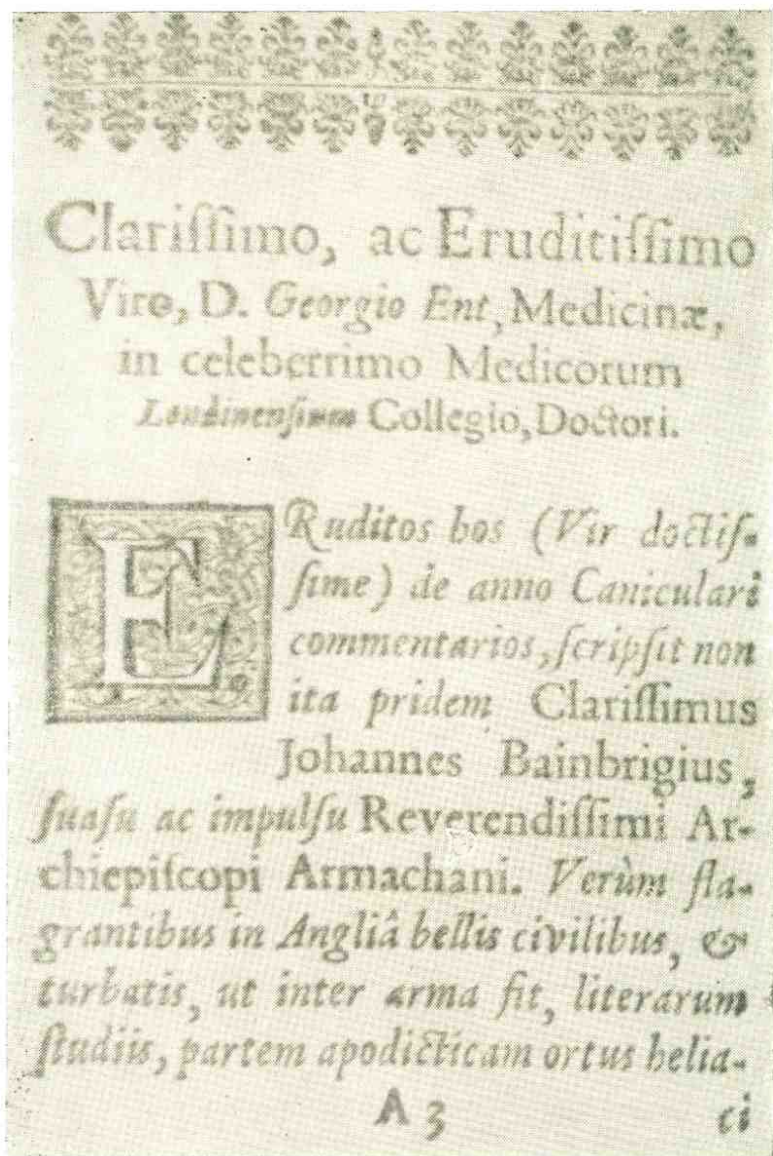 Clariſſimo, ac Eruditiſſimo
Viro, D. Georgio Ent, Medicinæ,
in celeberrimo Medicorum
Londinenſium Collegio, Doctori.
ERuditos hos (Vir doctiſ-
ſime) de anno Caniculari
commentarios, ſcripſit non
ita pridem Clariſſimus
Johannes Bainbrigius,
ſuaſu ac impulſu Reverendiſſimi Ar-
chiepiſcopi Armachani. Verùm fla-
grantibus in Angliâ bellis civilibus, &
turbatis, ut inter arma fit, literarum
ſtudiis, partem apodicticam ortus helia-
A 3 ci